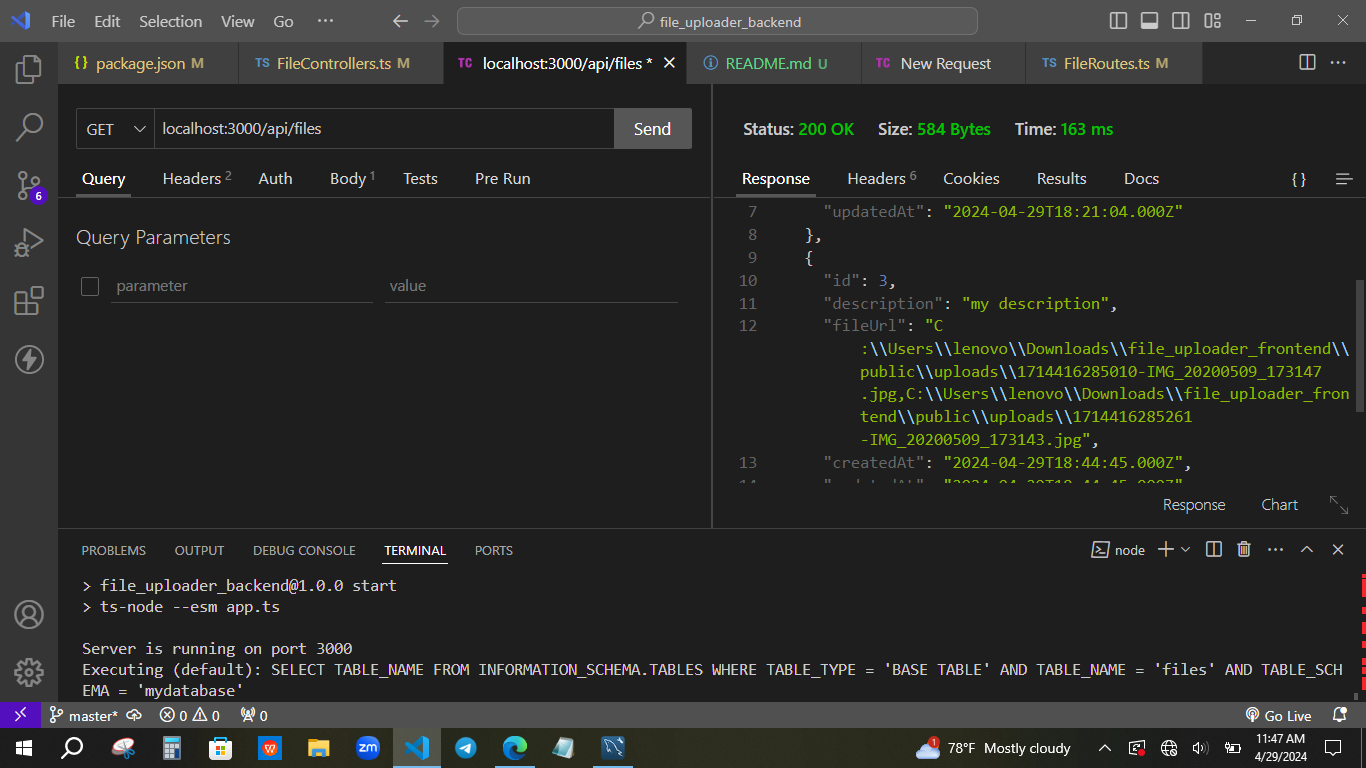 File Edit Selection View Go ··· file_uploader_backend
{} package.json M TS FileControllers.ts M TC localhost:3000/api/files * README.md U TC New Request TS FileRoutes.ts M ···
GET localhost:3000/api/files Send
Query Headers 2 Auth Body 1 Tests Pre Run
Query Parameters
parameter value
Status: 200 OK Size: 584 Bytes Time: 163 ms
Response Headers 6 Cookies Results Docs {}
7 "updatedAt": "2024-04-29T18:21:04.000Z"
8 },
9 {
10 "id": 3,
11 "description": "my description",
12 "fileUrl": "C
:\\Users\\lenovo\\Downloads\\file_uploader_frontend\\
public\\uploads\\1714416285010-IMG_20200509_173147
.jpg,C:\\Users\\lenovo\\Downloads\\file_uploader_fron
tend\\public\\uploads\\1714416285261
-IMG_20200509_173143.jpg",
13 "createdAt": "2024-04-29T18:44:45.000Z",
Response Chart
6
PROBLEMS OUTPUT DEBUG CONSOLE TERMINAL PORTS node ···
> file_uploader_backend@1.0.0 start
> ts-node --esm app.ts
Server is running on port 3000
Executing (default): SELECT TABLE_NAME FROM INFORMATION_SCHEMA.TABLES WHERE TABLE_TYPE = 'BASE TABLE' AND TABLE_NAME = 'files' AND TABLE_SCH
EMA = 'mydatabase'
master* 0 0 0 Go Live
W zm 1 78°F Mostly cloudy 11:47 AM
4/29/2024